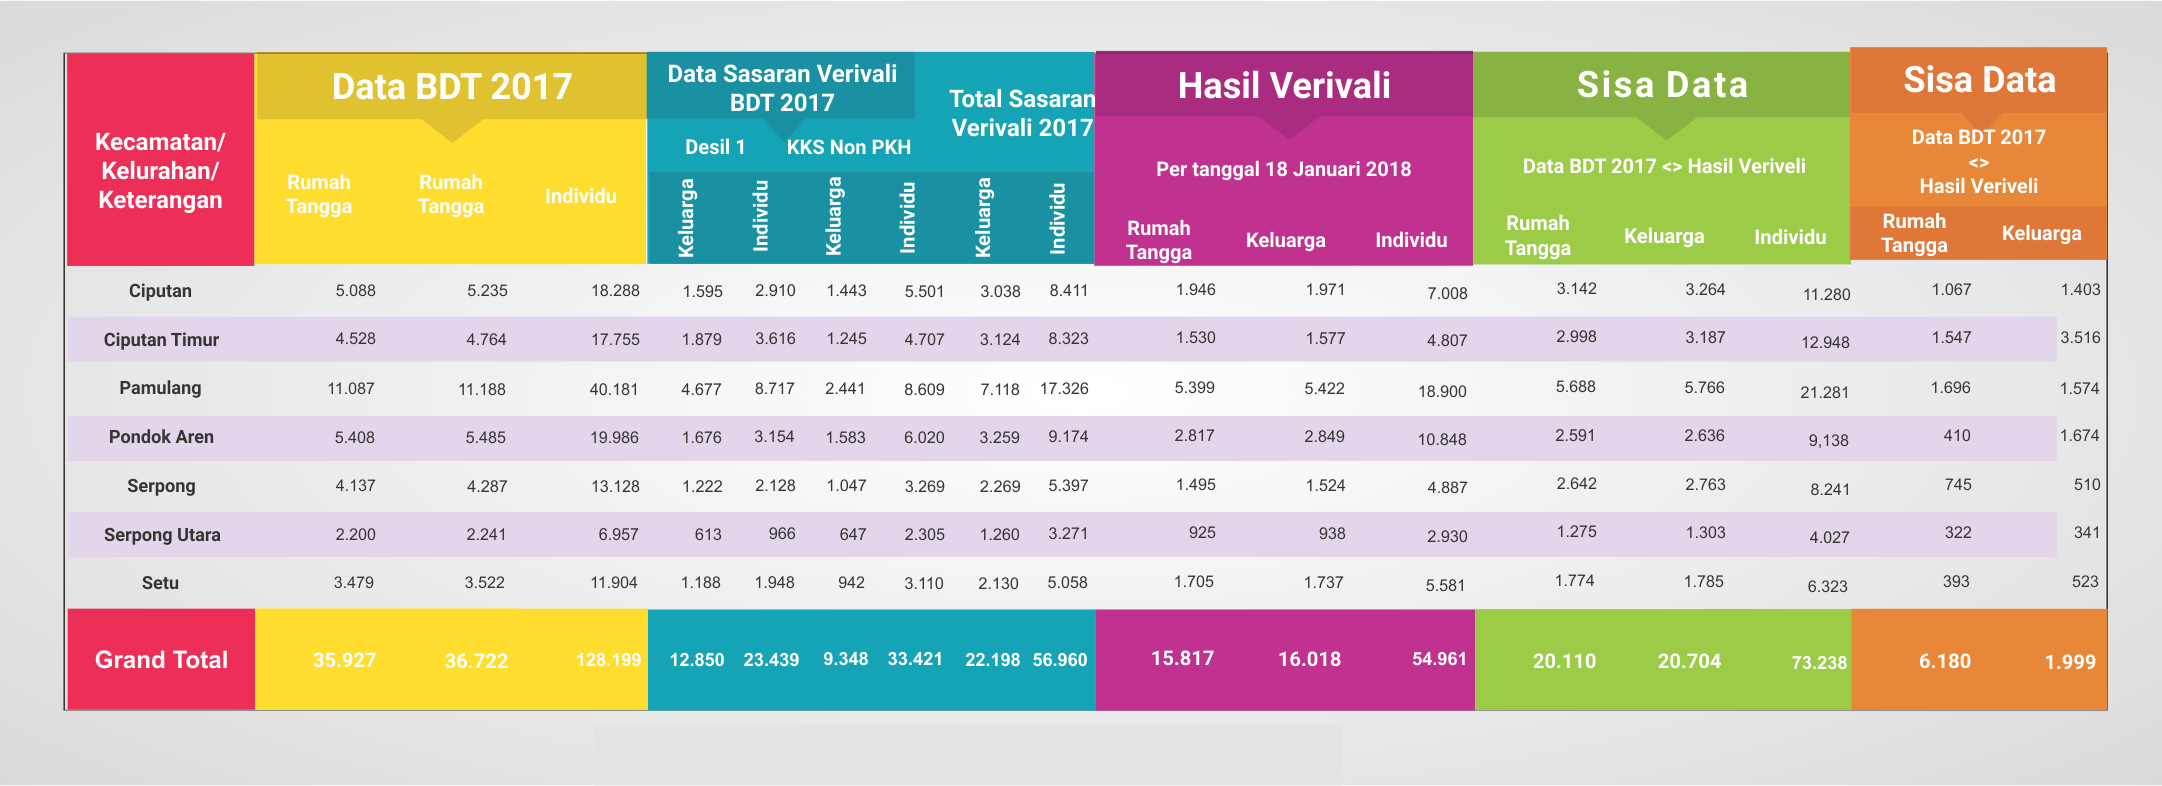 Kecamatan/
Kelurahan/
Keterangan
Data BDT 2017
Rumah
Tangga
Rumah
Tangga
Individu
Data Sasaran Verivali
BDT 2017
Total Sasaran
Verivali 2017
Desil 1 KKS Non PKH
Keluarga
Individu
Keluarga
Individu
Keluarga
Individu
Hasil Verivali
Per tanggal 18 Januari 2018
Rumah
Tangga
Keluarga
Individu
Sisa Data
Data BDT 2017 <> Hasil Veriveli
Rumah
Tangga
Keluarga
Individu
Sisa Data
Data BDT 2017
<>
Hasil Veriveli
Rumah
Tangga
Keluarga
Ciputan 5.088 5.235 18.288 1.595 2.910 1.443 5.501 3.038 8.411 1.946 1.971 7.008 3.142 3.264 11.280 1.067 1.403
Ciputan Timur 4.528 4.764 17.755 1.879 3.616 1.245 4.707 3.124 8.323 1.530 1.577 4.807 2.998 3.187 12.948 1.547 3.516
Pamulang 11.087 11.188 40.181 4.677 8.717 2.441 8.609 7.118 17.326 5.399 5.422 18.900 5.688 5.766 21.281 1.696 1.574
Pondok Aren 5.408 5.485 19.986 1.676 3.154 1.583 6.020 3.259 9.174 2.817 2.849 10.848 2.591 2.636 9,138 410 1.674
Serpong 4.137 4.287 13.128 1.222 2.128 1.047 3.269 2.269 5.397 1.495 1.524 4.887 2.642 2.763 8.241 745 510
Serpong Utara 2.200 2.241 6.957 613 966 647 2.305 1.260 3.271 925 938 2.930 1.275 1.303 4.027 322 341
Setu 3.479 3.522 11.904 1.188 1.948 942 3.110 2.130 5.058 1.705 1.737 5.581 1.774 1.785 6.323 393 523
Grand Total 35.927 36.722 128.199 12.850 23.439 9.348 33.421 22.198 56.960 15.817 16.018 54.961 20.110 20.704 73.238 6.180 1.999